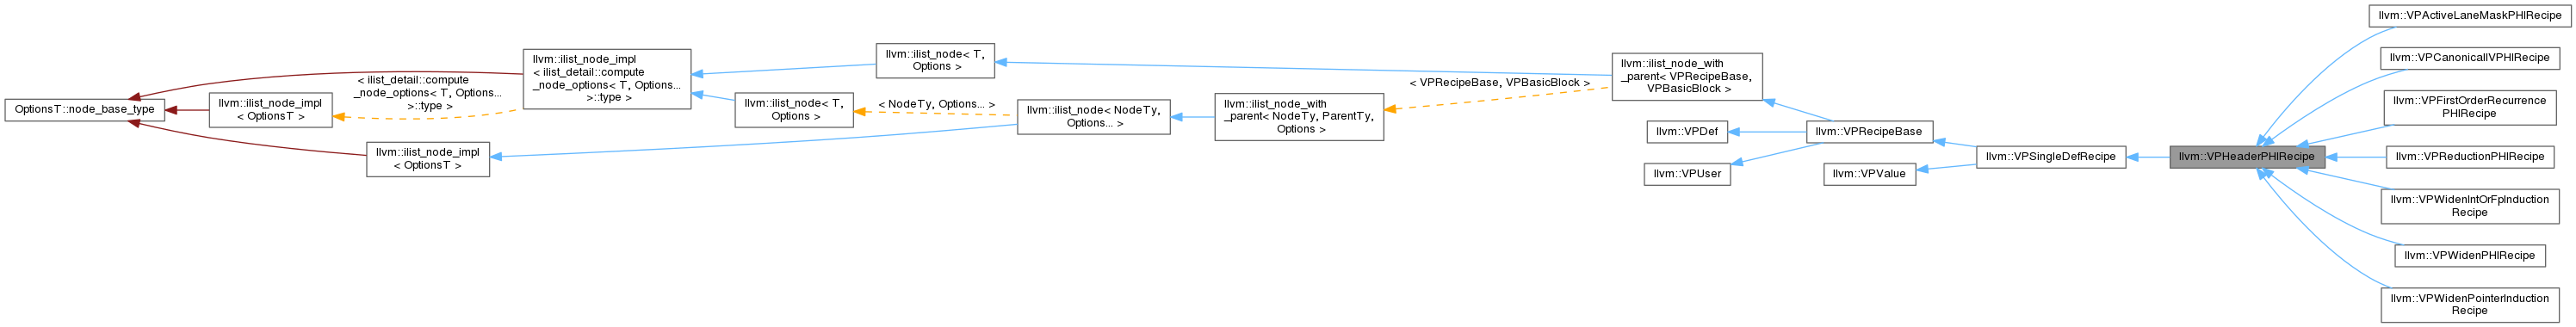 OptionsT::node_base_type
llvm::ilist_node_impl
< OptionsT >
< ilist_detail::compute
_node_options< T, Options...
>::type >
llvm::ilist_node_impl
< OptionsT >
llvm::ilist_node_impl
< ilist_detail::compute
_node_options< T, Options...
>::type >
llvm::ilist_node< T,
Options >
llvm::ilist_node< T,
Options >
< NodeTy, Options... >
llvm::ilist_node< NodeTy,
Options... >
llvm::ilist_node_with
_parent< NodeTy, ParentTy,
Options >
< VPRecipeBase, VPBasicBlock >
llvm::ilist_node_with
_parent< VPRecipeBase,
VPBasicBlock >
llvm::VPDef
llvm::VPUser
llvm::VPRecipeBase
llvm::VPValue
llvm::VPSingleDefRecipe
llvm::VPHeaderPHIRecipe
llvm::VPActiveLaneMaskPHIRecipe
llvm::VPCanonicalIVPHIRecipe
llvm::VPFirstOrderRecurrence
PHIRecipe
llvm::VPReductionPHIRecipe
llvm::VPWidenIntOrFpInduction
Recipe
llvm::VPWidenPHIRecipe
llvm::VPWidenPointerInduction
Recipe